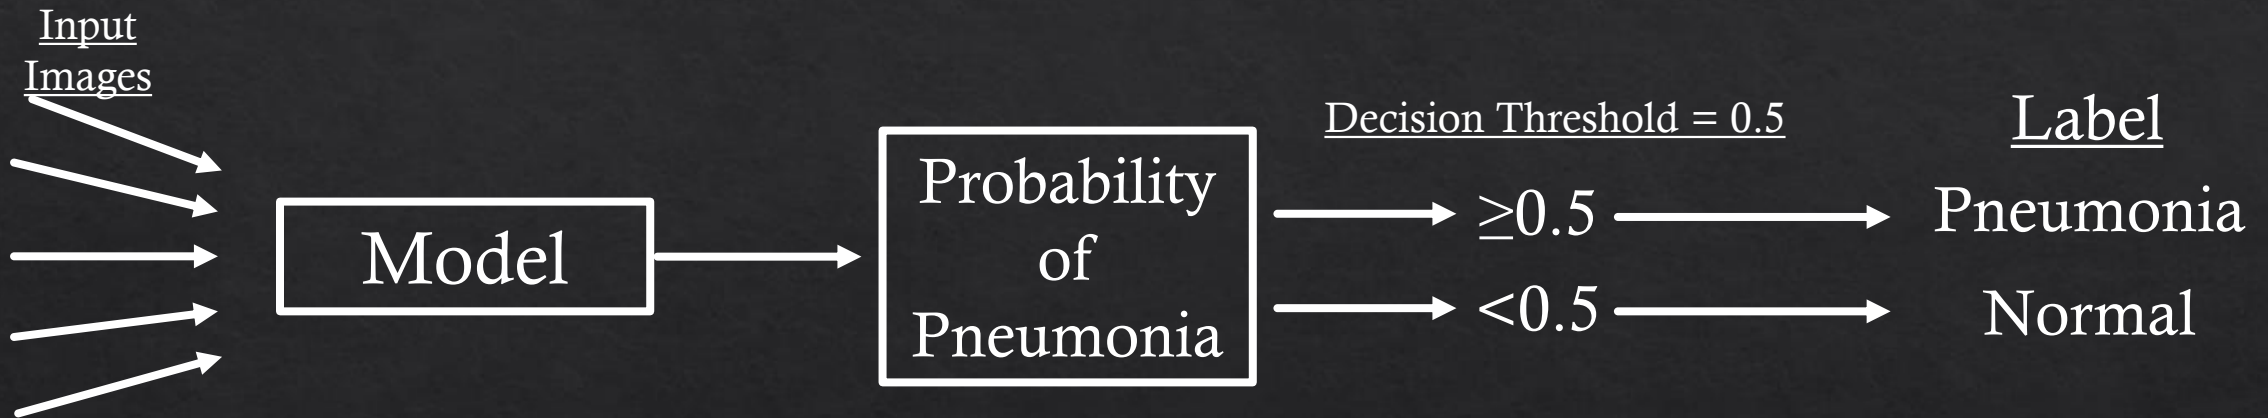 Input
Images
Model
Probability
of
Pneumonia
Decision Threshold = 0.5
≥0.5
<0.5
Label
Pneumonia
Normal